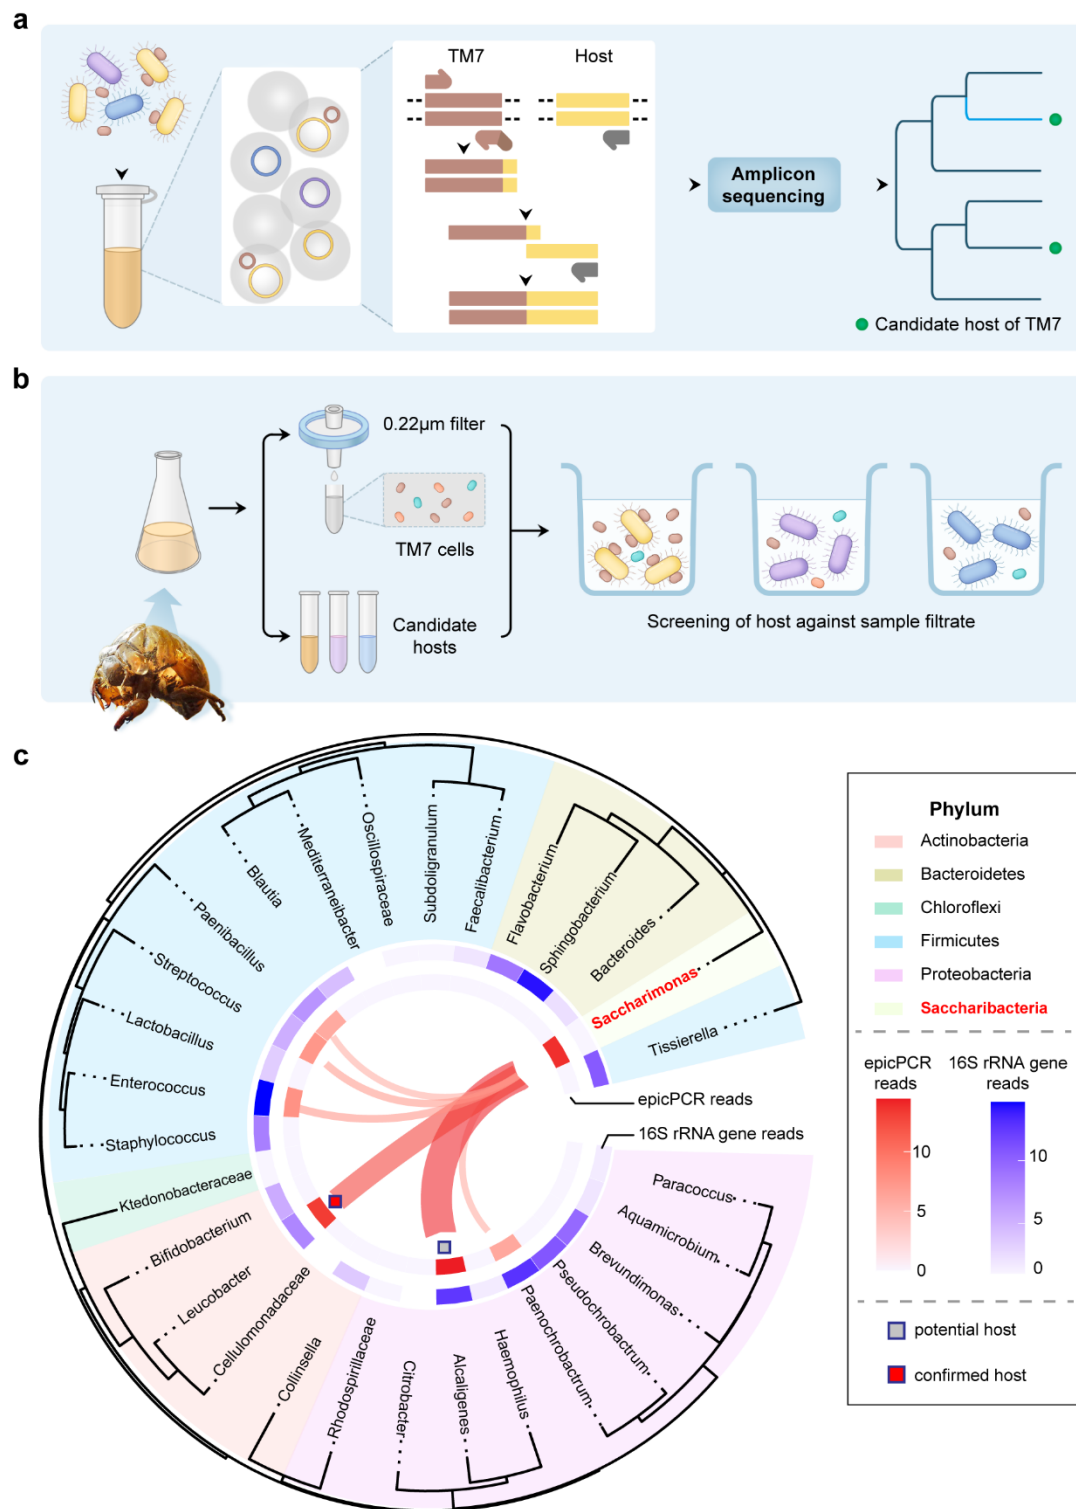 a
TM7
Host
Amplicon
sequencing
Candidate host of TM7
b
0.22µm filter
TM7 cells
Candidate
hosts
Screening of host against sample filtrate
c
Oscillospiraceae
Subdoligranulum
Faecalibacterium
Mediterraneibacter
Blautia
Paenibacillus
Streptococcus
Lactobacillus
Enterococcus
Staphylococcus
Ktedonobacteraceae
Bifidobacterium
Leucobacter
Cellulomonadaceae
Collinsella
Rhodospirillaceae
Citrobacter
Alcaligenes
Haemophilus
Paenochrobactrum
Pseudochrobactrum
Brevundimonas
Aquamicrobium
Paracoccus
Flavobacterium
Sphingobacterium
Bacteroides
Saccharimonas
Tissierella
epicPCR reads
16S rRNA gene reads
Phylum
Actinobacteria
Bacteroidetes
Chloroflexi
Firmicutes
Proteobacteria
Saccharibacteria
epicPCR
reads
10
5
0
16S rRNA gene
reads
10
5
0
potential host
confirmed host